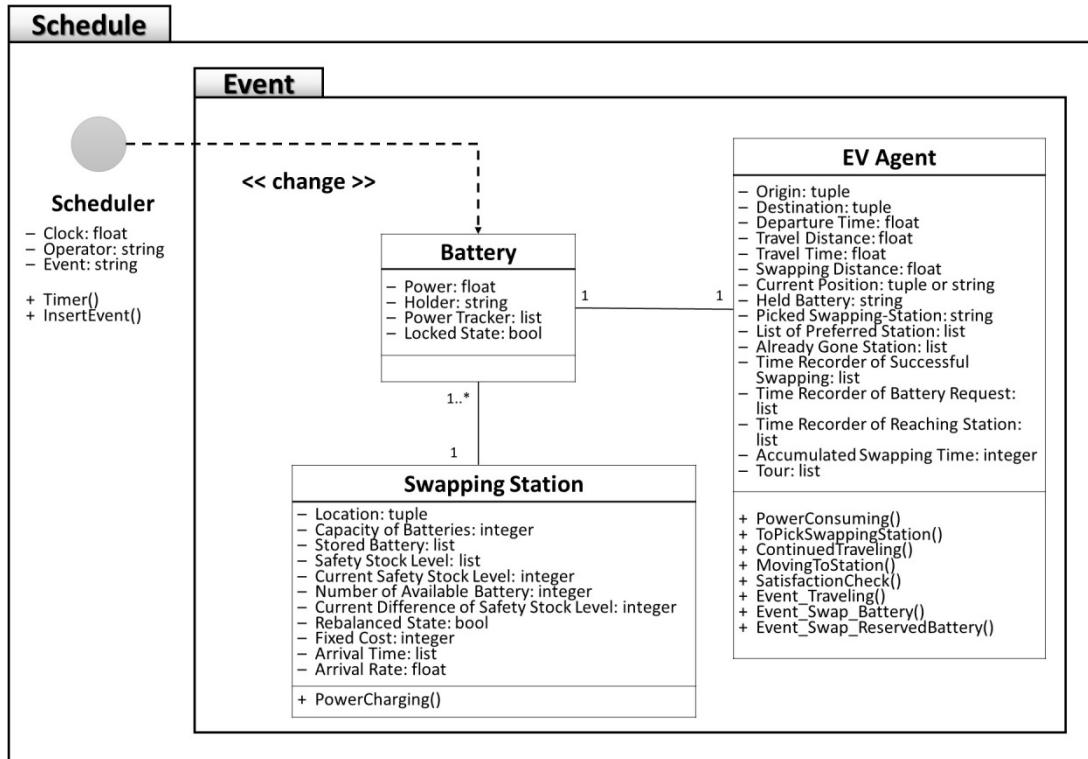 Schedule
Event
Scheduler
– Clock: float
– Operator: string
– Event: string
+ Timer()
+ InsertEvent()
<< change >>
Battery
– Power: float
– Holder: string
– Power Tracker: list
– Locked State: bool
1
1
1..*
1
EV Agent
– Origin: tuple
– Destination: tuple
– Departure Time: float
– Travel Distance: float
– Travel Time: float
– Swapping Distance: float
– Current Position: tuple or string
– Held Battery: string
– Picked Swapping-Station: string
– List of Preferred Station: list
– Already Gone Station: list
– Time Recorder of Successful
Swapping: list
– Time Recorder of Battery Request:
list
– Time Recorder of Reaching Station:
list
– Accumulated Swapping Time: integer
– Tour: list
+ PowerConsuming()
+ ToPickSwappingStation()
+ ContinuedTraveling()
+ MovingToStation()
+ SatisfactionCheck()
+ Event_Traveling()
+ Event_Swap_Battery()
+ Event_Swap_ReservedBattery()
Swapping Station
– Location: tuple
– Capacity of Batteries: integer
– Stored Battery: list
– Safety Stock Level: list
– Current Safety Stock Level: integer
– Number of Available Battery: integer
– Current Difference of Safety Stock Level: integer
– Rebalanced State: bool
– Fixed Cost: integer
– Arrival Time: list
– Arrival Rate: float
+ PowerCharging()